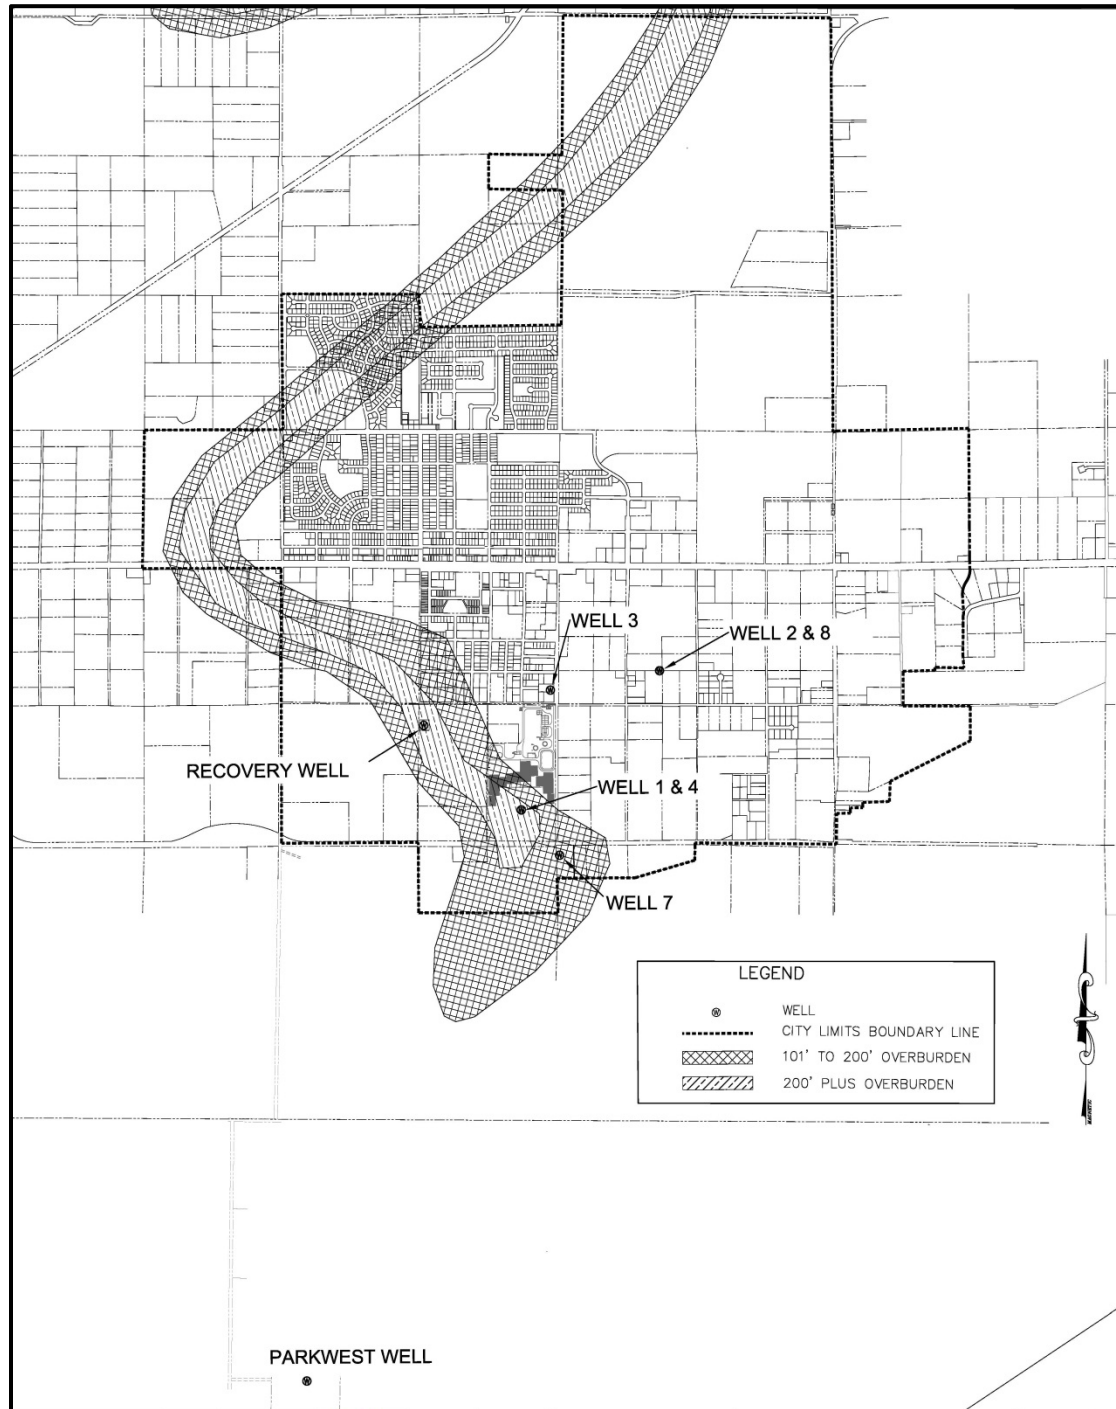 WELL 3
WELL 2 & 8
RECOVERY WELL
WELL 1 & 4
WELL 7
LEGEND
WELL
CITY LIMITS BOUNDARY LINE
101' TO 200' OVERBURDEN
200' PLUS OVERBURDEN
PARKWEST WELL